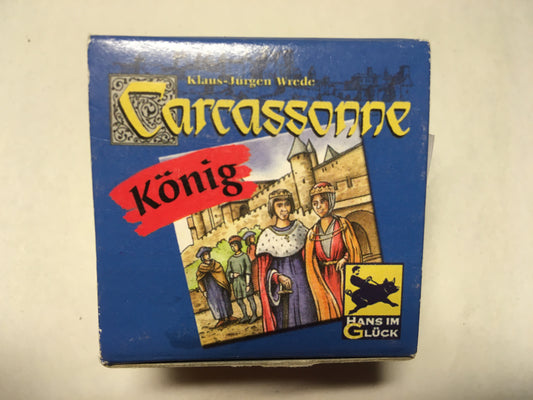 Klaus-Jürgen Wrede
Carcassonne
König
HANS IM
GLÜCK